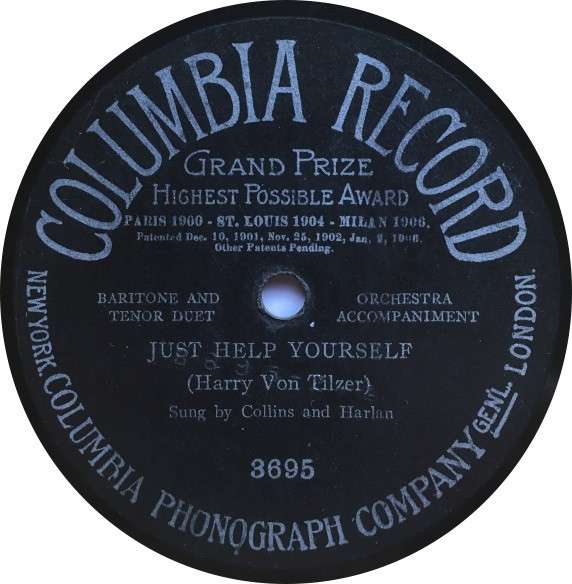 COLUMBIA RECORD
GRAND PRIZE
HIGHEST POSSIBLE AWARD
PARIS 1900 - ST. LOUIS 1904 - MILAN 1906.
Patented Dec. 10, 1901, Nov. 25, 1902, Jan. 2, 1906.
Other Patents Pending.
BARITONE AND
TENOR DUET
ORCHESTRA
ACCOMPANIMENT
JUST HELP YOURSELF
(Harry Von Tilzer)
Sung by Collins and Harlan
3695
NEW YORK. COLUMBIA PHONOGRAPH COMPANY GENL. LONDON.